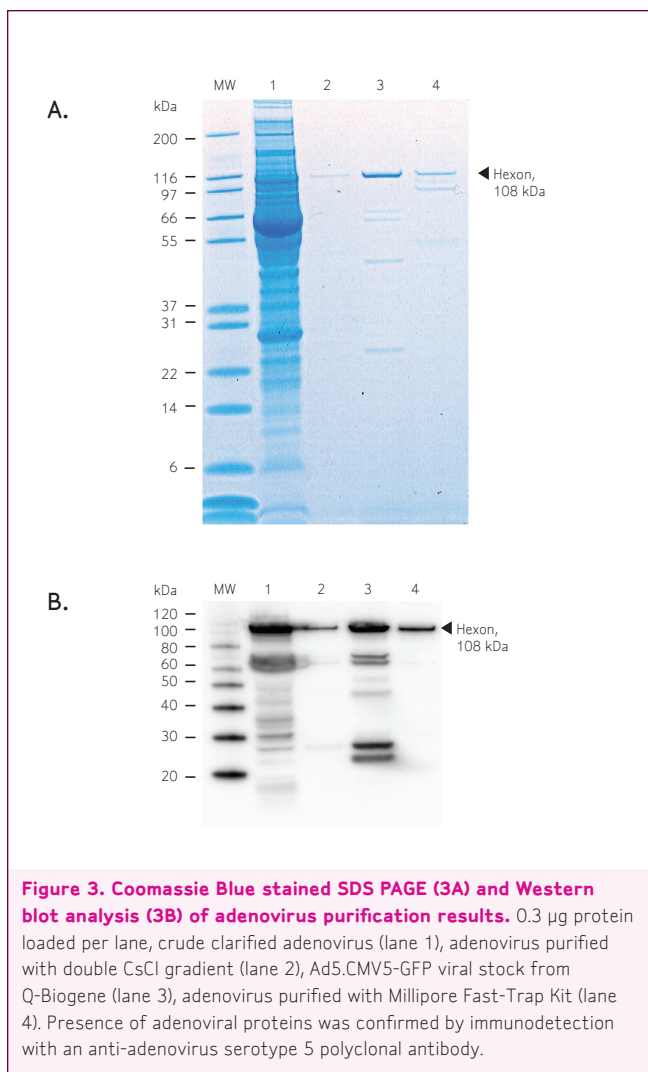 A.
MW 1 2 3 4
kDa
200
116
97
66
55
37
31
22
14
6
Hexon,
108 kDa
B.
MW 1 2 3 4
kDa
120
100
80
60
50
40
30
20
Hexon,
108 kDa
Figure 3. Coomassie Blue stained SDS PAGE (3A) and Western
blot analysis (3B) of adenovirus purification results. 0.3 µg protein
loaded per lane, crude clarified adenovirus (lane 1), adenovirus purified
with double CsCl gradient (lane 2), Ad5.CMV5-GFP viral stock from
Q-Biogene (lane 3), adenovirus purified with Millipore Fast-Trap Kit (lane
4). Presence of adenoviral proteins was confirmed by immunodetection
with an anti-adenovirus serotype 5 polyclonal antibody.